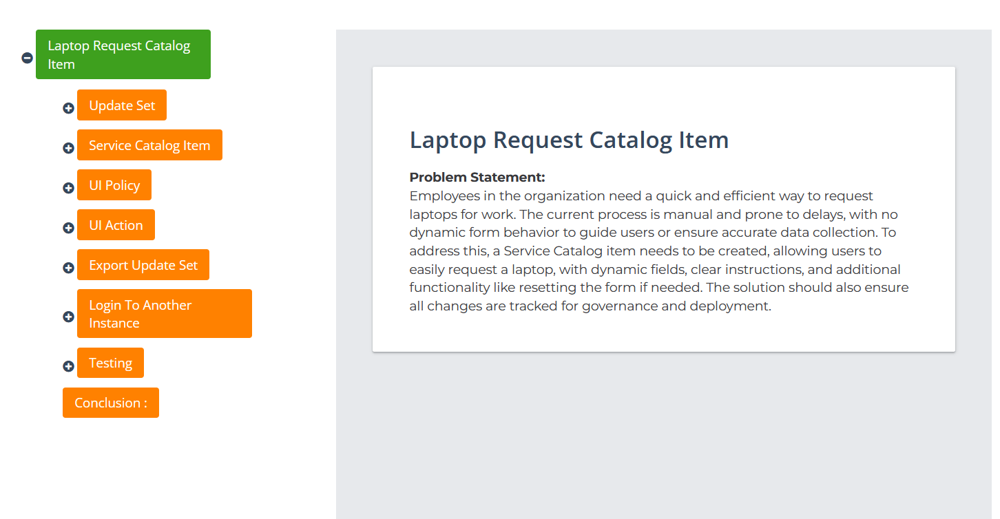 Laptop Request Catalog
Item
Update Set
Service Catalog Item
UI Policy
UI Action
Export Update Set
Login To Another
Instance
Testing
Conclusion :
Laptop Request Catalog Item
Problem Statement:
Employees in the organization need a quick and efficient way to request
laptops for work. The current process is manual and prone to delays, with no
dynamic form behavior to guide users or ensure accurate data collection. To
address this, a Service Catalog item needs to be created, allowing users to
easily request a laptop, with dynamic fields, clear instructions, and additional
functionality like resetting the form if needed. The solution should also ensure
all changes are tracked for governance and deployment.